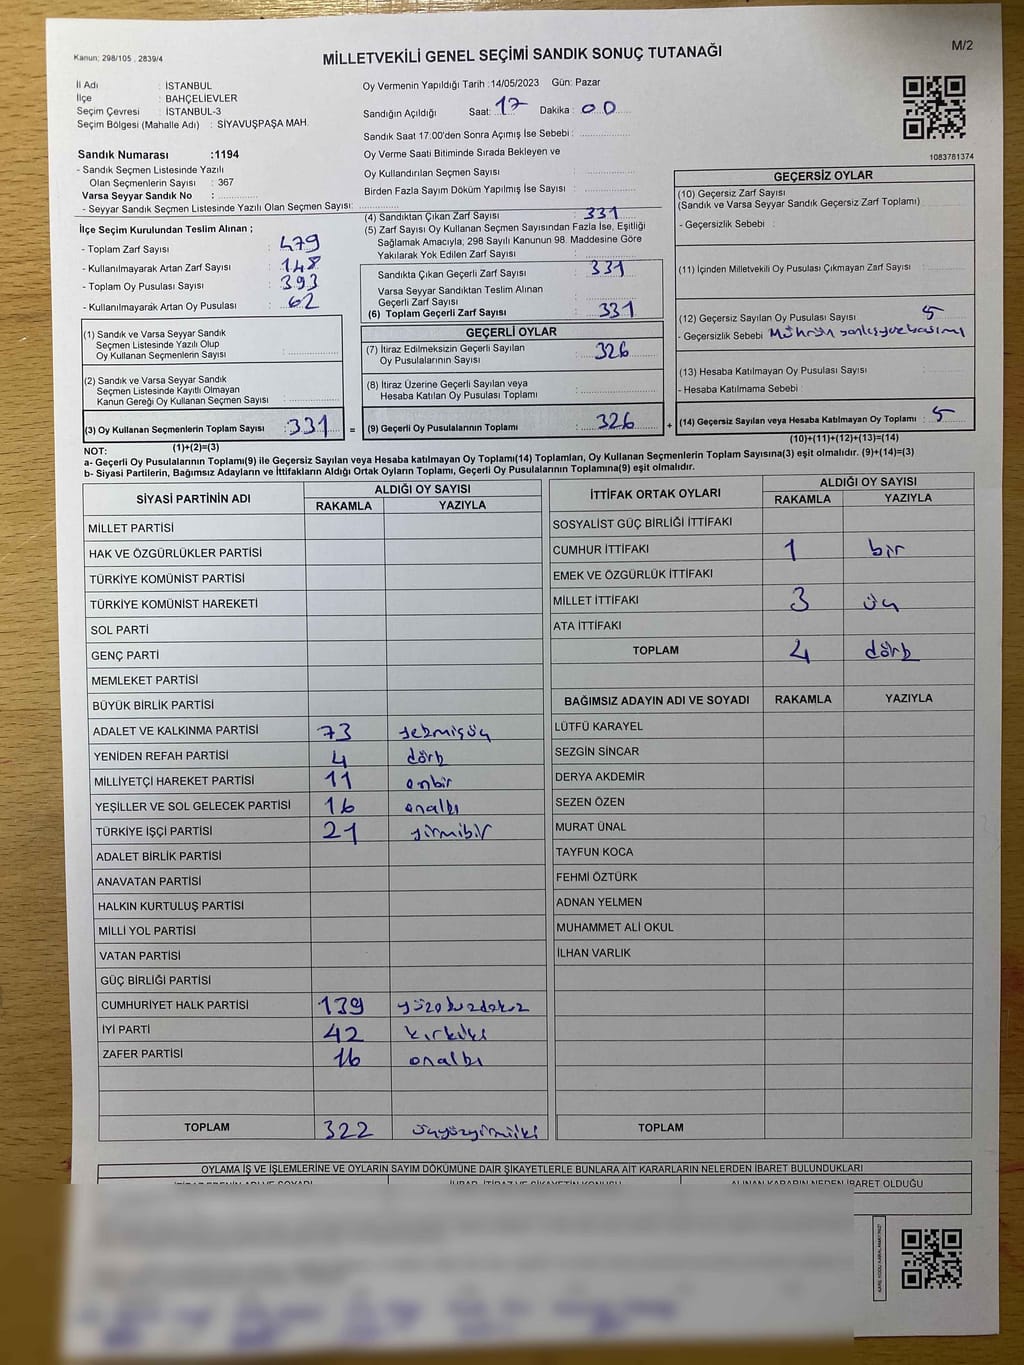 Kanun: 298/105 , 2839/4
MİLLETVEKİLİ GENEL SEÇİMİ SANDIK SONUÇ TUTANAĞI
M/2
İl Adı : İSTANBUL
İlçe : BAHÇELİEVLER
Seçim Çevresi : İSTANBUL-3
Seçim Bölgesi (Mahalle Adı) : SİYAVUŞPAŞA MAH.
Oy Vermenin Yapıldığı Tarih :14/05/2023 Gün: Pazar
Sandığın Açıldığı Saat: 17 Dakika : 00
Sandık Saat 17:00'den Sonra Açımış İse Sebebi :
Oy Verme Saati Bitiminde Sırada Bekleyen ve
Oy Kullandırılan Seçmen Sayısı :
Birden Fazla Sayım Döküm Yapılmış İse Sayısı :
1083781374
Sandık Numarası :1194
- Sandık Seçmen Listesinde Yazılı
Olan Seçmenlerin Sayısı : 367
Varsa Seyyar Sandık No :
- Seyyar Sandık Seçmen Listesinde Yazılı Olan Seçmen Sayısı:
İlçe Seçim Kurulundan Teslim Alınan ;
- Toplam Zarf Sayısı : 479
- Kullanılmayarak Artan Zarf Sayısı : 148
- Toplam Oy Pusulası Sayısı : 393
- Kullanılmayarak Artan Oy Pusulası : 62
(1) Sandık ve Varsa Seyyar Sandık
Seçmen Listesinde Yazılı Olup
Oy Kullanan Seçmenlerin Sayısı :
(2) Sandık ve Varsa Seyyar Sandık
Seçmen Listesinde Kayıtlı Olmayan
Kanun Gereği Oy Kullanan Seçmen Sayısı :
(3) Oy Kullanan Seçmenlerin Toplam Sayısı :331 =
(1)+(2)=(3)
(4) Sandıktan Çıkan Zarf Sayısı : 331
(5) Zarf Sayısı Oy Kullanan Seçmen Sayısından Fazla İse, Eşitliği
Sağlamak Amacıyla, 298 Sayılı Kanunun 98. Maddesine Göre
Yakılarak Yok Edilen Zarf Sayısı :
Sandıkta Çıkan Geçerli Zarf Sayısı : 331
Varsa Seyyar Sandıktan Teslim Alınan
Geçerli Zarf Sayısı :
(6) Toplam Geçerli Zarf Sayısı : 331
GEÇERLİ OYLAR
(7) İtiraz Edilmeksizin Geçerli Sayılan
Oy Pusulalarının Sayısı : 326
(8) İtiraz Üzerine Geçerli Sayılan veya
Hesaba Katılan Oy Pusulası Toplamı :
(9) Geçerli Oy Pusulalarının Toplamı : 326 +
GEÇERSİZ OYLAR
(10) Geçersiz Zarf Sayısı
(Sandık ve Varsa Seyyar Sandık Geçersiz Zarf Toplamı) :
- Geçersizlik Sebebi :
(11) İçinden Milletvekili Oy Pusulası Çıkmayan Zarf Sayısı :
(12) Geçersiz Sayılan Oy Pusulası Sayısı : 5
- Geçersizlik Sebebi :
(13) Hesaba Katılmayan Oy Pusulası Sayısı :
- Hesaba Katılmama Sebebi :
(14) Geçersiz Sayılan veya Hesaba Katılmayan Oy Toplamı : 5
(10)+(11)+(12)+(13)=(14)
NOT:
a- Geçerli Oy Pusulalarının Toplamı(9) ile Geçersiz Sayılan veya Hesaba katılmayan Oy Toplamı(14) Toplamları, Oy Kullanan Seçmenlerin Toplam Sayısına(3) eşit olmalıdır. (9)+(14)=(3)
b- Siyasi Partilerin, Bağımsız Adayların ve İttifakların Aldığı Ortak Oyların Toplamı, Geçerli Oy Pusulalarının Toplamına(9) eşit olmalıdır.
SİYASİ PARTİNİN ADI ALDIĞI OY SAYISI
RAKAMLA YAZIYLA
MİLLET PARTİSİ
HAK VE ÖZGÜRLÜKLER PARTİSİ
TÜRKİYE KOMÜNİST PARTİSİ
TÜRKİYE KOMÜNİST HAREKETİ
SOL PARTİ
GENÇ PARTİ
MEMLEKET PARTİSİ
BÜYÜK BİRLİK PARTİSİ
ADALET VE KALKINMA PARTİSİ 73 yetmişüç
YENİDEN REFAH PARTİSİ 4 dört
MİLLİYETÇİ HAREKET PARTİSİ 11 onbir
YEŞİLLER VE SOL GELECEK PARTİSİ 16 onaltı
TÜRKİYE İŞÇİ PARTİSİ 21 yirmibir
ADALET BİRLİK PARTİSİ
ANAVATAN PARTİSİ
HALKIN KURTULUŞ PARTİSİ
MİLLİ YOL PARTİSİ
VATAN PARTİSİ
GÜÇ BİRLİĞİ PARTİSİ
CUMHURİYET HALK PARTİSİ 139 yüzotuzdokuz
İYİ PARTİ 42 kırkiki
ZAFER PARTİSİ 16 onaltı
TOPLAM 322 üçyüzyirmiiki
İTTİFAK ORTAK OYLARI ALDIĞI OY SAYISI
RAKAMLA YAZIYLA
SOSYALİST GÜÇ BİRLİĞİ İTTİFAKI
CUMHUR İTTİFAKI 1 bir
EMEK VE ÖZGÜRLÜK İTTİFAKI
MİLLET İTTİFAKI 3 üç
ATA İTTİFAKI
TOPLAM 4 dört
BAĞIMSIZ ADAYIN ADI VE SOYADI RAKAMLA YAZIYLA
LÜTFÜ KARAYEL
SEZGİN SİNCAR
DERYA AKDEMİR
SEZEN ÖZEN
MURAT ÜNAL
TAYFUN KOCA
FEHMİ ÖZTÜRK
ADNAN YELMEN
MUHAMMET ALİ OKUL
İLHAN VARLIK
TOPLAM
OYLAMA İŞ VE İŞLEMLERİNE VE OYLARIN SAYIM DÖKÜMÜNE DAİR ŞİKAYETLERLE BUNLARA AİT KARARLARIN NELERDEN İBARET BULUNDUKLARI
ALINAN KARARIN NEDEN İBARET OLDUĞU